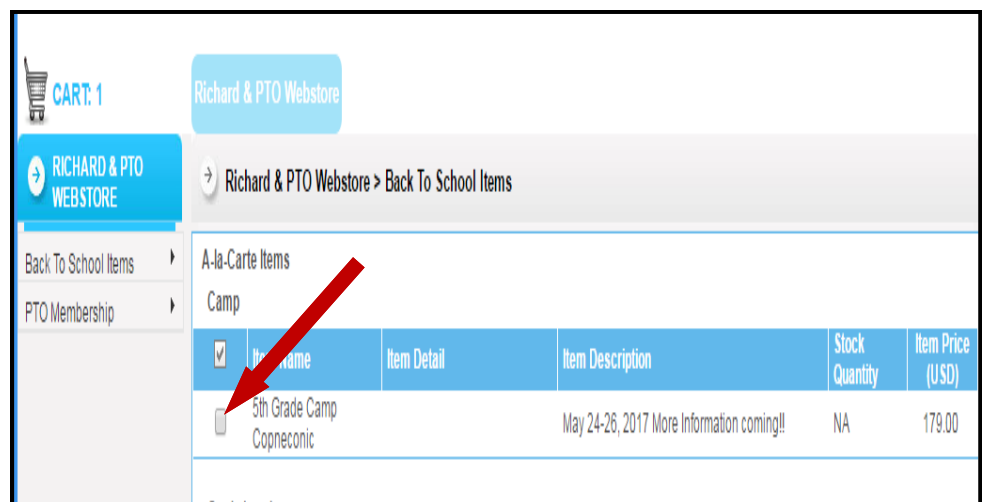 CART: 1
Richard & PTO Webstore
RICHARD & PTO
WEBSTORE
Richard & PTO Webstore > Back To School Items
Back To School Items
PTO Membership
A-la-Carte Items
Camp
Item Name Item Detail Item Description Stock Quantity Item Price (USD)
5th Grade Camp
Copneconic
May 24-26, 2017 More Information coming!! NA 179.00